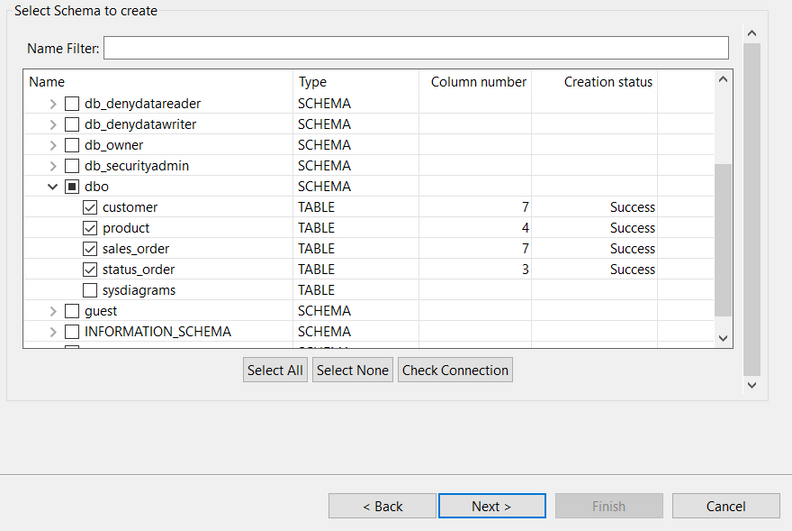 Select Schema to create
Name Filter:
Name Type Column number Creation status
db_denydatareader SCHEMA
db_denydatawriter SCHEMA
db_owner SCHEMA
db_securityadmin SCHEMA
dbo SCHEMA
customer TABLE 7 Success
product TABLE 4 Success
sales_order TABLE 7 Success
status_order TABLE 3 Success
sysdiagrams TABLE
guest SCHEMA
INFORMATION_SCHEMA SCHEMA
Select All Select None Check Connection
< Back Next > Finish Cancel